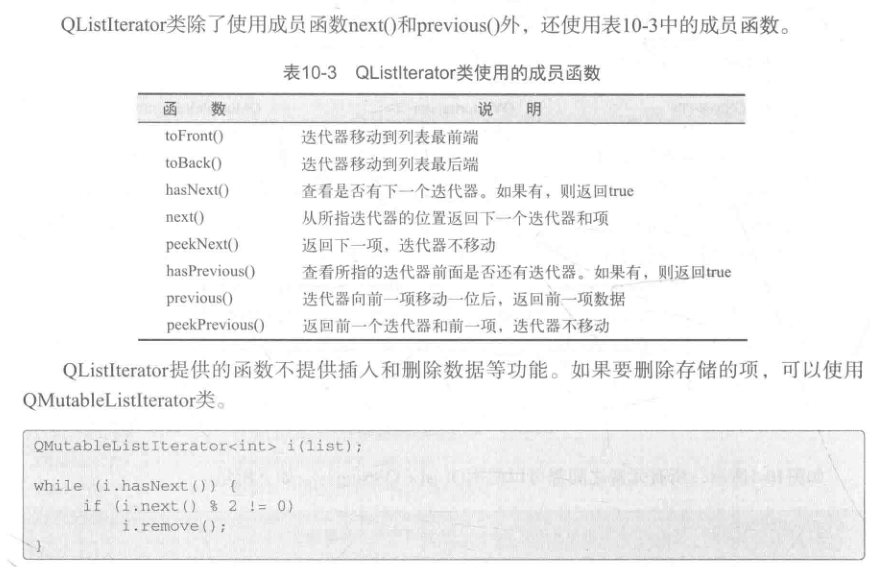 QListIterator类除了使用成员函数next()和previous()外，还使用表10-3中的成员函数。
表10-3 QListIterator类使用的成员函数
函 数 说 明
toFront() 迭代器移动到列表最前端
toBack() 迭代器移动到列表最后端
hasNext() 查看是否有下一个迭代器。如果有，则返回true
next() 从所指迭代器的位置返回下一个迭代器和项
peekNext() 返回下一项，迭代器不移动
hasPrevious() 查看所指的迭代器前面是否还有迭代器。如果有，则返回true
previous() 迭代器向前一项移动一位后，返回前一项数据
peekPrevious() 返回前一个迭代器和前一项，迭代器不移动
QListIterator提供的函数不提供插入和删除数据等功能。如果要删除存储的项，可以使用
QMutableListIterator类。
QMutableListIterator<int> i(list);
while (i.hasNext()) {
if (i.next() % 2 != 0)
i.remove();
}